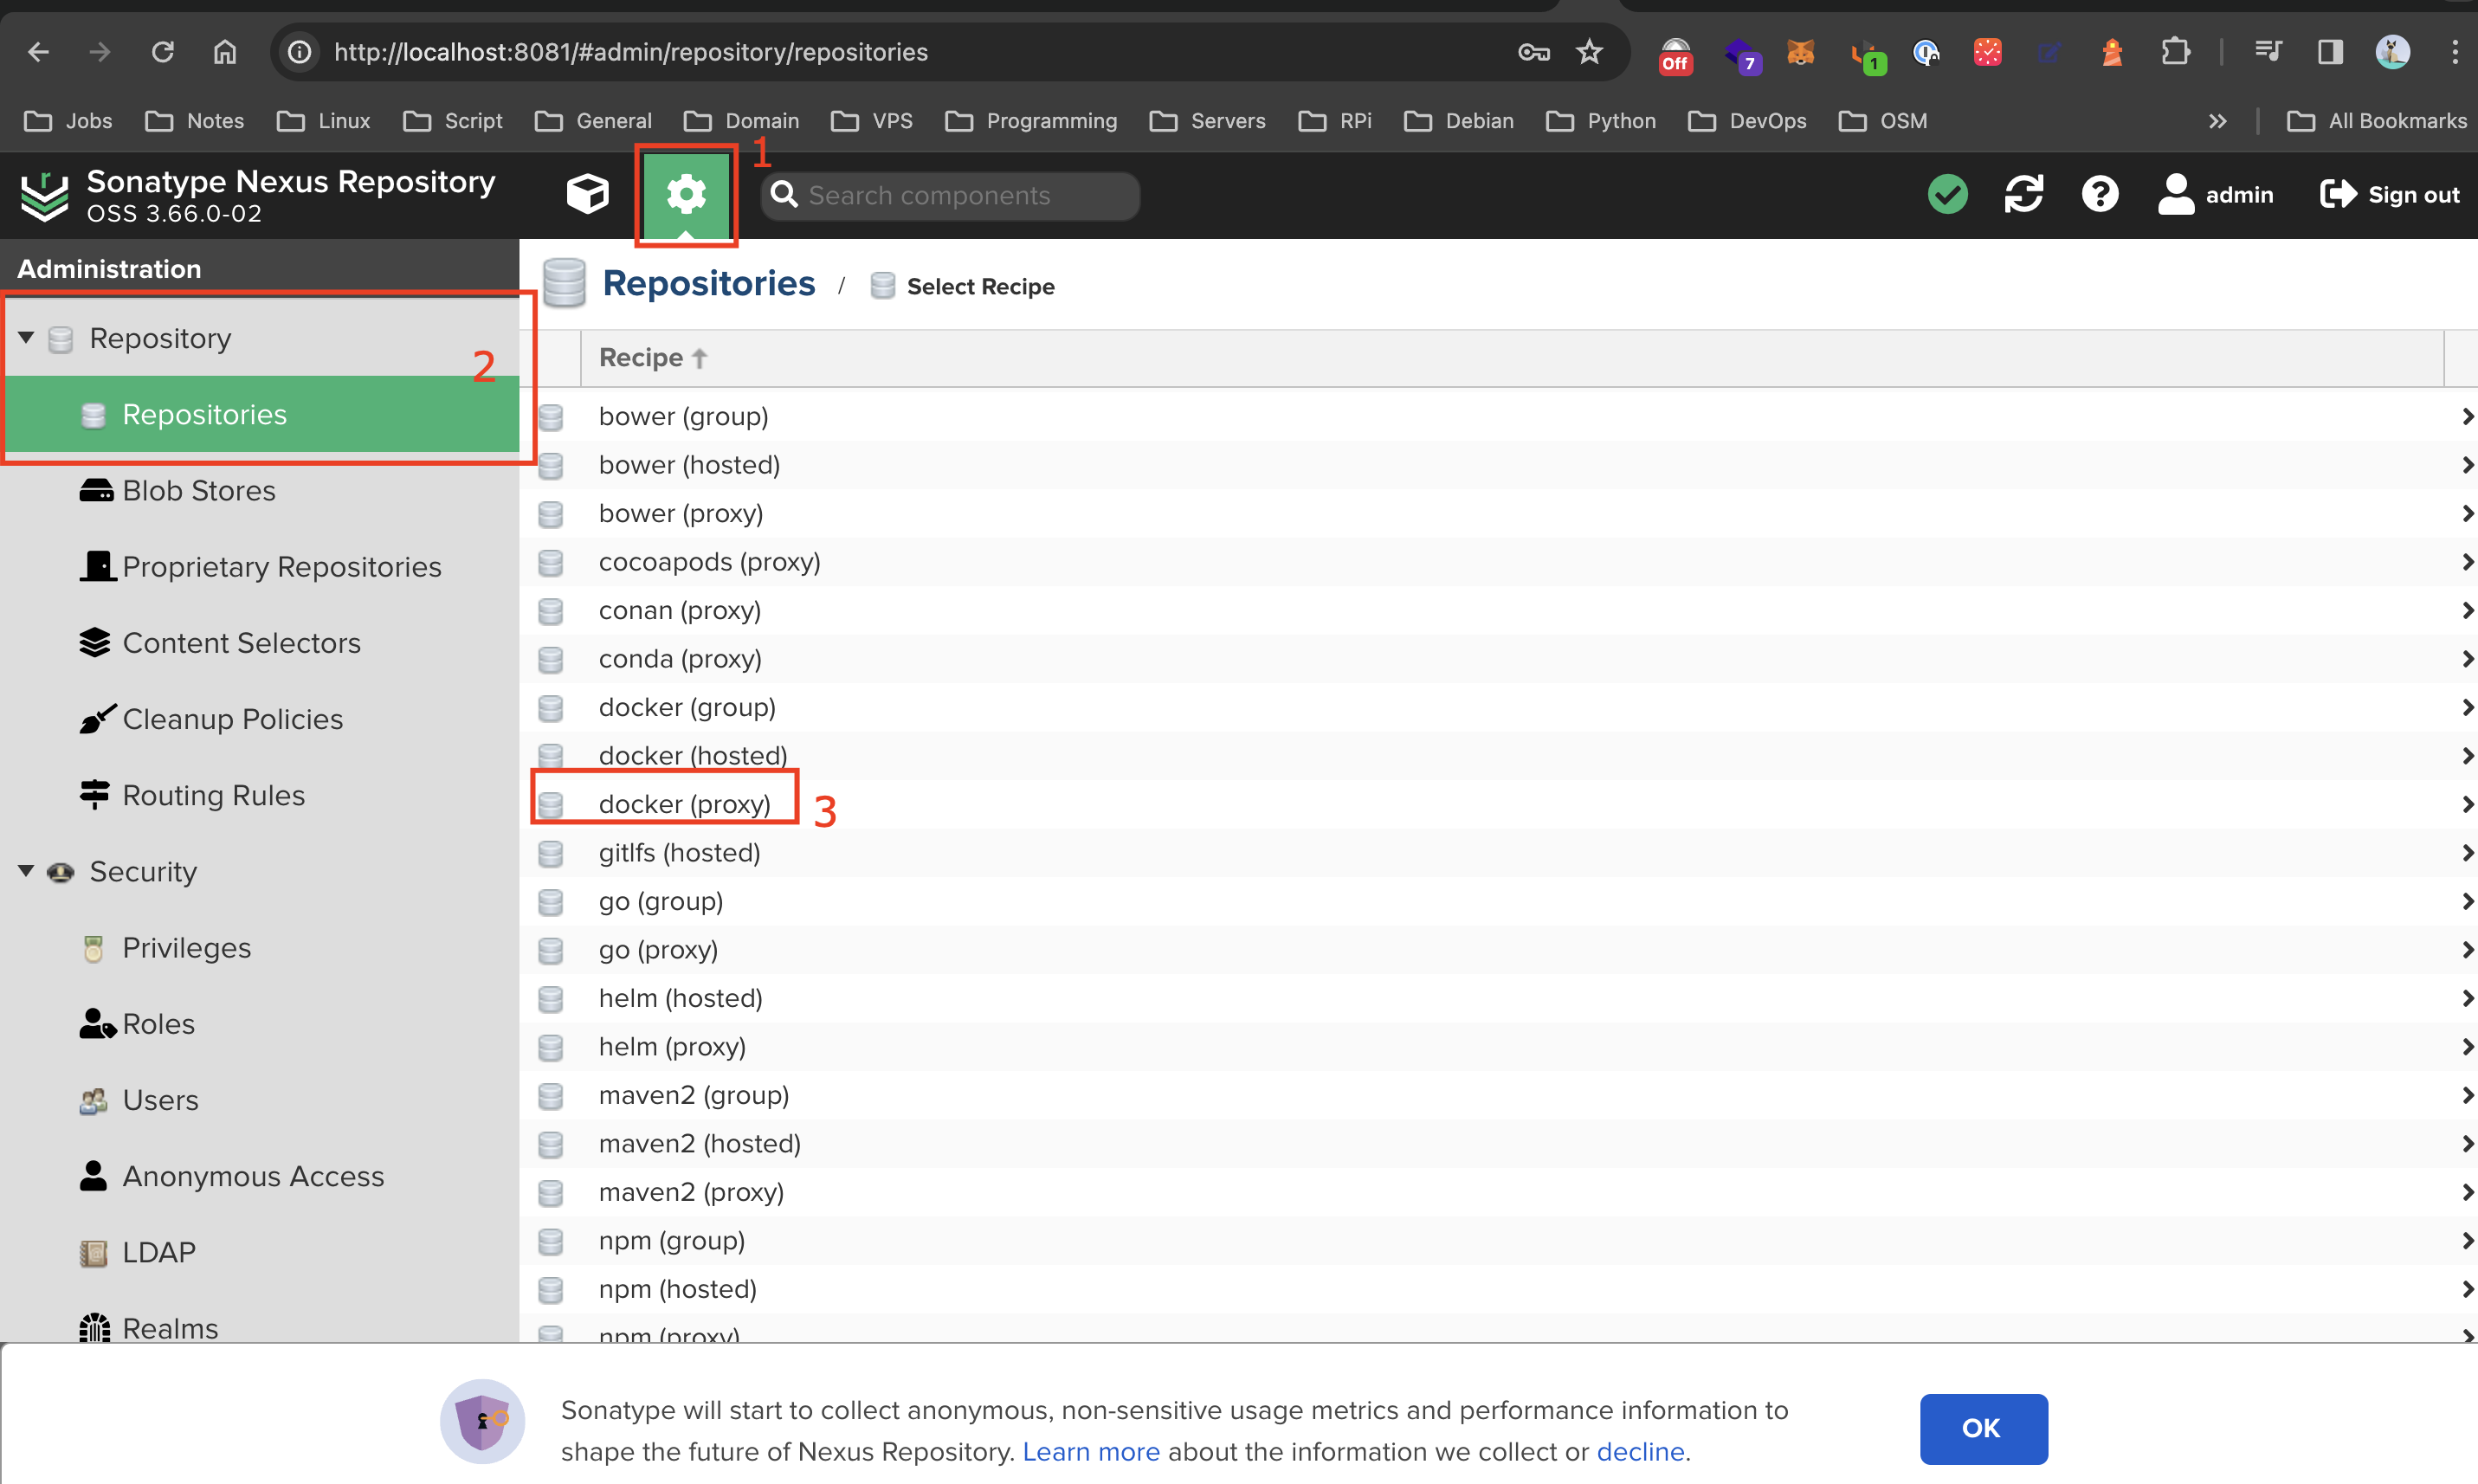 http://localhost:8081/#admin/repository/repositories
Off
7
1
Jobs
Notes
Linux
Script
General
Domain
VPS
Programming
Servers
RPi
Debian
Python
DevOps
OSM
»
All Bookmarks
Sonatype Nexus Repository
OSS 3.66.0-02
1
Search components
admin
Sign out
Administration
Repository
2
Repositories
Blob Stores
Proprietary Repositories
Content Selectors
Cleanup Policies
Routing Rules
Security
Privileges
Roles
Users
Anonymous Access
LDAP
Realms
Repositories / Select Recipe
Recipe
bower (group)
bower (hosted)
bower (proxy)
cocoapods (proxy)
conan (proxy)
conda (proxy)
docker (group)
docker (hosted)
docker (proxy)
3
gitlfs (hosted)
go (group)
go (proxy)
helm (hosted)
helm (proxy)
maven2 (group)
maven2 (hosted)
maven2 (proxy)
npm (group)
npm (hosted)
npm (proxy)
Sonatype will start to collect anonymous, non-sensitive usage metrics and performance information to
shape the future of Nexus Repository. Learn more about the information we collect or decline.
OK